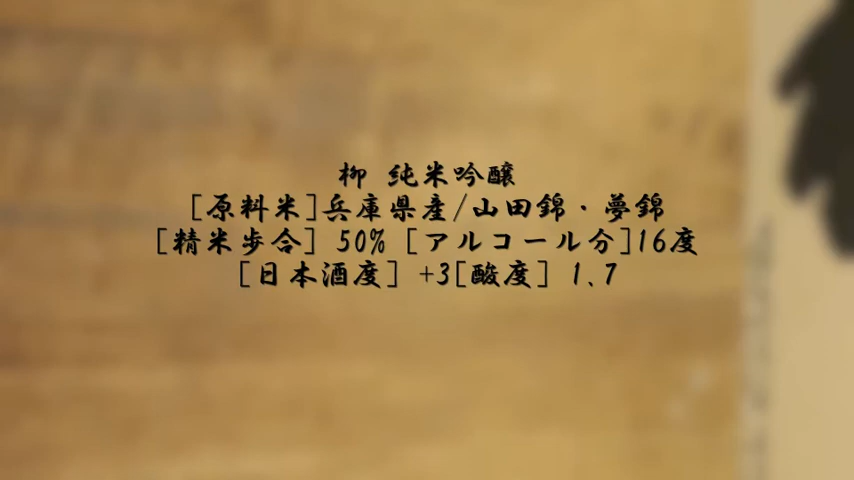 柳 純米吟醸
[原料米]兵庫県産/山田錦・夢錦
[精米歩合] 50% [アルコール分]16度
[日本酒度] +3[酸度] 1.7